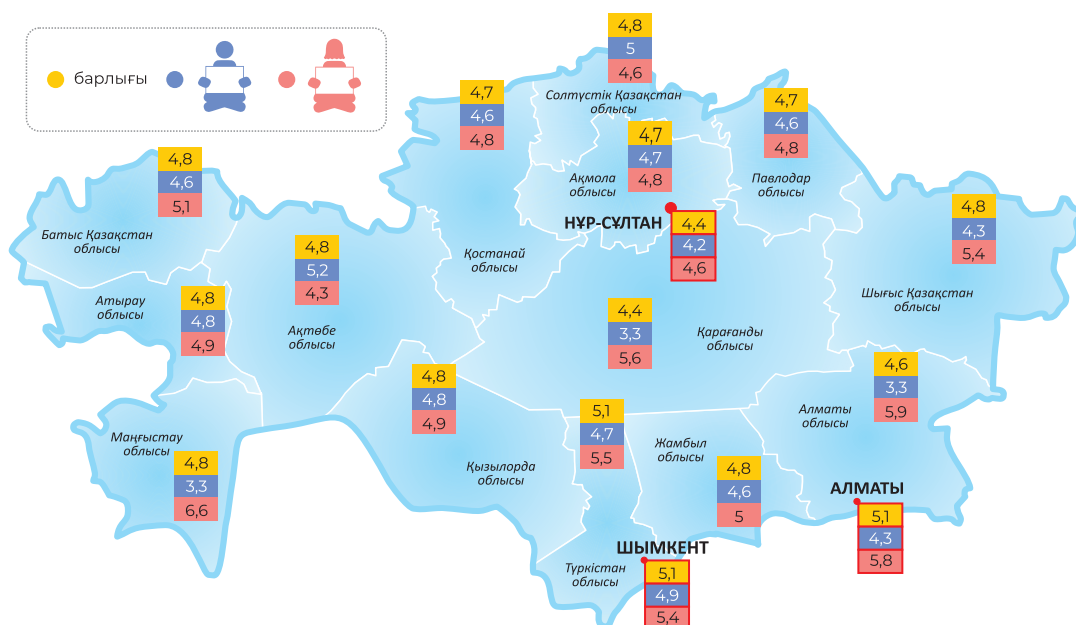 барлығы
4,8
5
4,6
Солтүстік Қазақстан
облысы
4,7
4,6
4,8
4,7
4,6
4,8
Павлодар
облысы
4,7
4,7
4,8
Ақмола
облысы
4,8
4,6
5,1
Батыс Қазақстан
облысы
НҰР-СҰЛТАН
4,4
4,2
4,6
4,8
4,3
5,4
Шығыс Қазақстан
облысы
Қостанай
облысы
4,8
5,2
4,3
Ақтөбе
облысы
Атырау
облысы
4,8
4,8
4,9
4,4
3,3
5,6
Қарағанды
облысы
4,8
4,8
4,9
Қызылорда
облысы
4,6
3,3
5,9
Алматы
облысы
5,1
4,7
5,5
Жамбыл
облысы
4,8
4,6
5
Маңғыстау
облысы
4,8
3,3
6,6
АЛМАТЫ
5,1
4,3
5,8
ШЫМКЕНТ
5,1
4,9
5,4
Түркістан
облысы